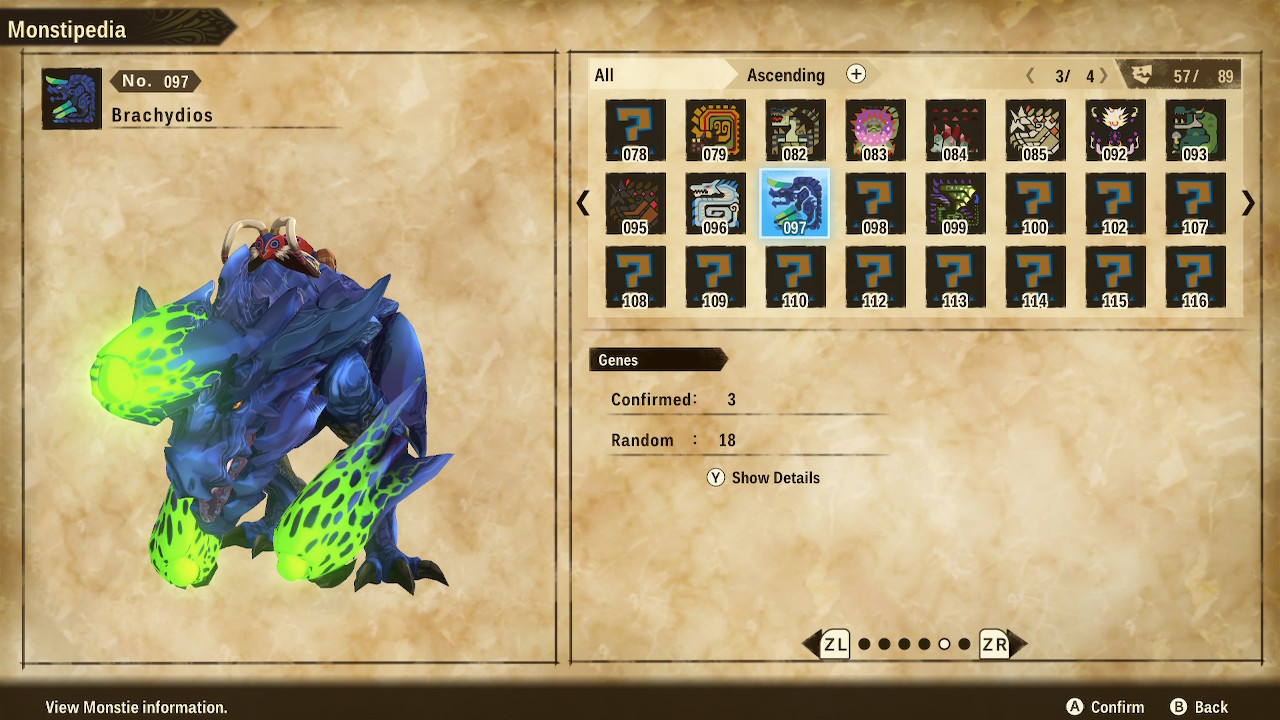 Monstipedia
No. 097
Brachydios
All
Ascending
3/ 4
57/ 89
078 079 082 083 084 085 092 093
095 096 097 098 099 100 102 107
108 109 110 112 113 114 115 116
Genes
Confirmed: 3
Random : 18
Y Show Details
ZL ZR
View Monstie information.
A Confirm B Back